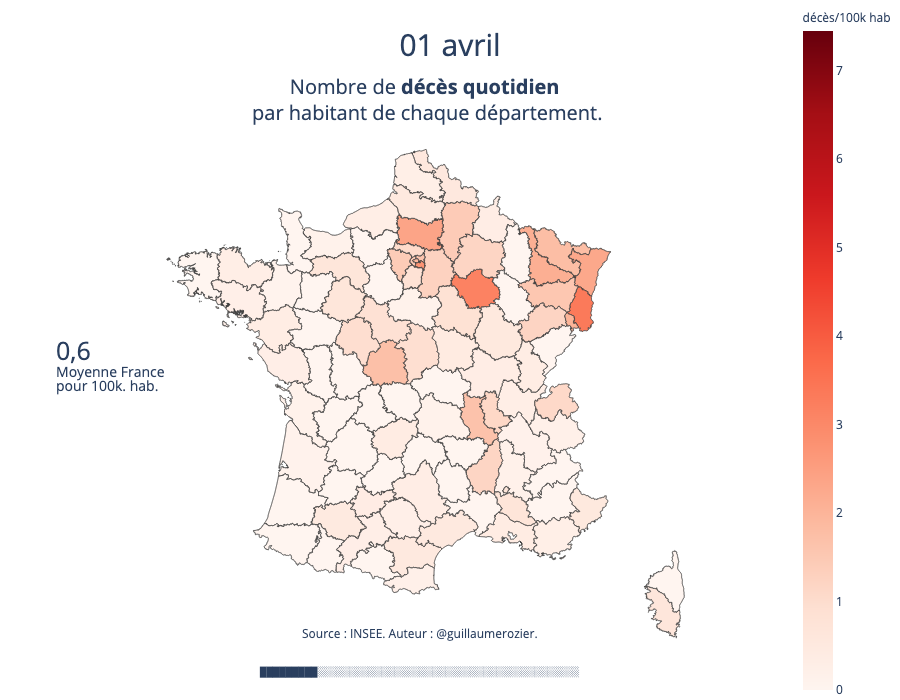 décès/100k hab
01 avril
Nombre de décès quotidien
par habitant de chaque département.
7
6
5
4
3
2
1
0
0,6
Moyenne France
pour 100k. hab.
Source : INSEE. Auteur : @guillaumerozier.